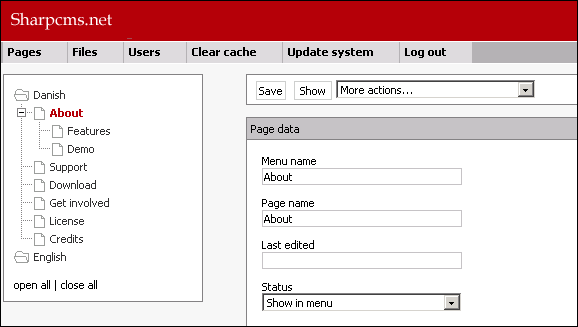 Sharpcms.net
Pages Files Users Clear cache Update system Log out
Danish
About
Features
Demo
Support
Download
Get involved
License
Credits
English
open all | close all
Save Show More actions...
Page data
Menu name
About
Page name
About
Last edited
Status
Show in menu